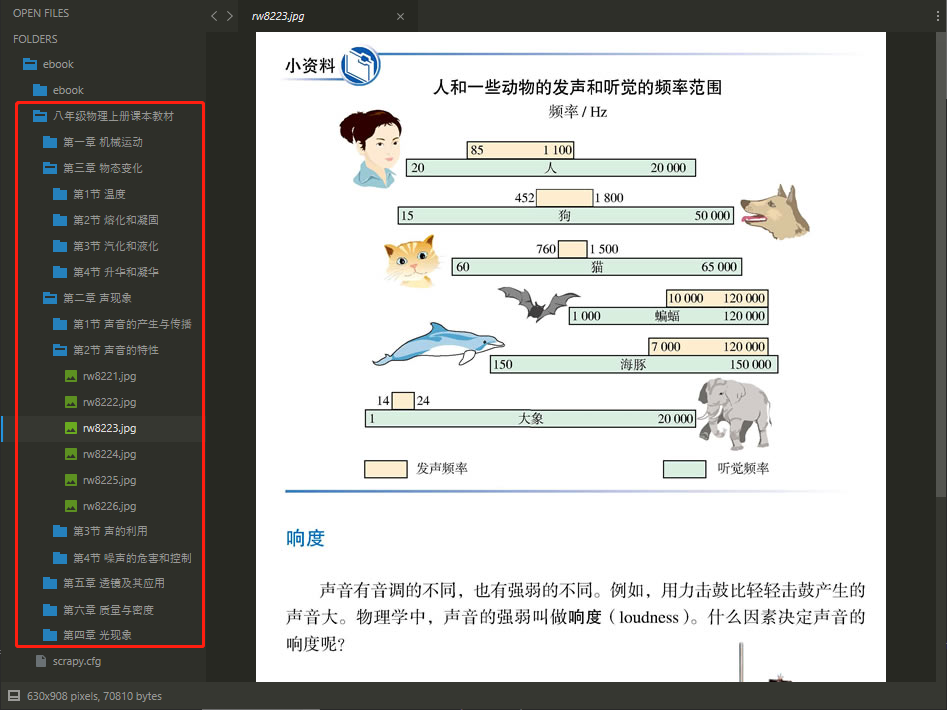 OPEN FILES
FOLDERS
ebook
ebook
八年级物理上册课本教材
第一章 机械运动
第三章 物态变化
第1节 温度
第2节 熔化和凝固
第3节 汽化和液化
第4节 升华和凝华
第二章 声现象
第1节 声音的产生与传播
第2节 声音的特性
rw8221.jpg
rw8222.jpg
rw8223.jpg
rw8224.jpg
rw8225.jpg
rw8226.jpg
第3节 声的利用
第4节 噪声的危害和控制
第五章 透镜及其应用
第六章 质量与密度
第四章 光现象
scrapy.cfg
630x908 pixels, 70810 bytes
rw8223.jpg
小资料
人和一些动物的发声和听觉的频率范围
频率 / Hz
85 1 100
20 人 20 000
452 1 800
15 狗 50 000
760 1 500
60 猫 65 000
10 000 120 000
1 000 蝙蝠 120 000
7 000 120 000
150 海豚 150 000
14 24
1 大象 20 000
发声频率 听觉频率
响度
声音有音调的不同，也有强弱的不同。例如，用力击鼓比轻轻击鼓产生的
声音大。物理学中，声音的强弱叫做响度（loudness）。什么因素决定声音的
响度呢？